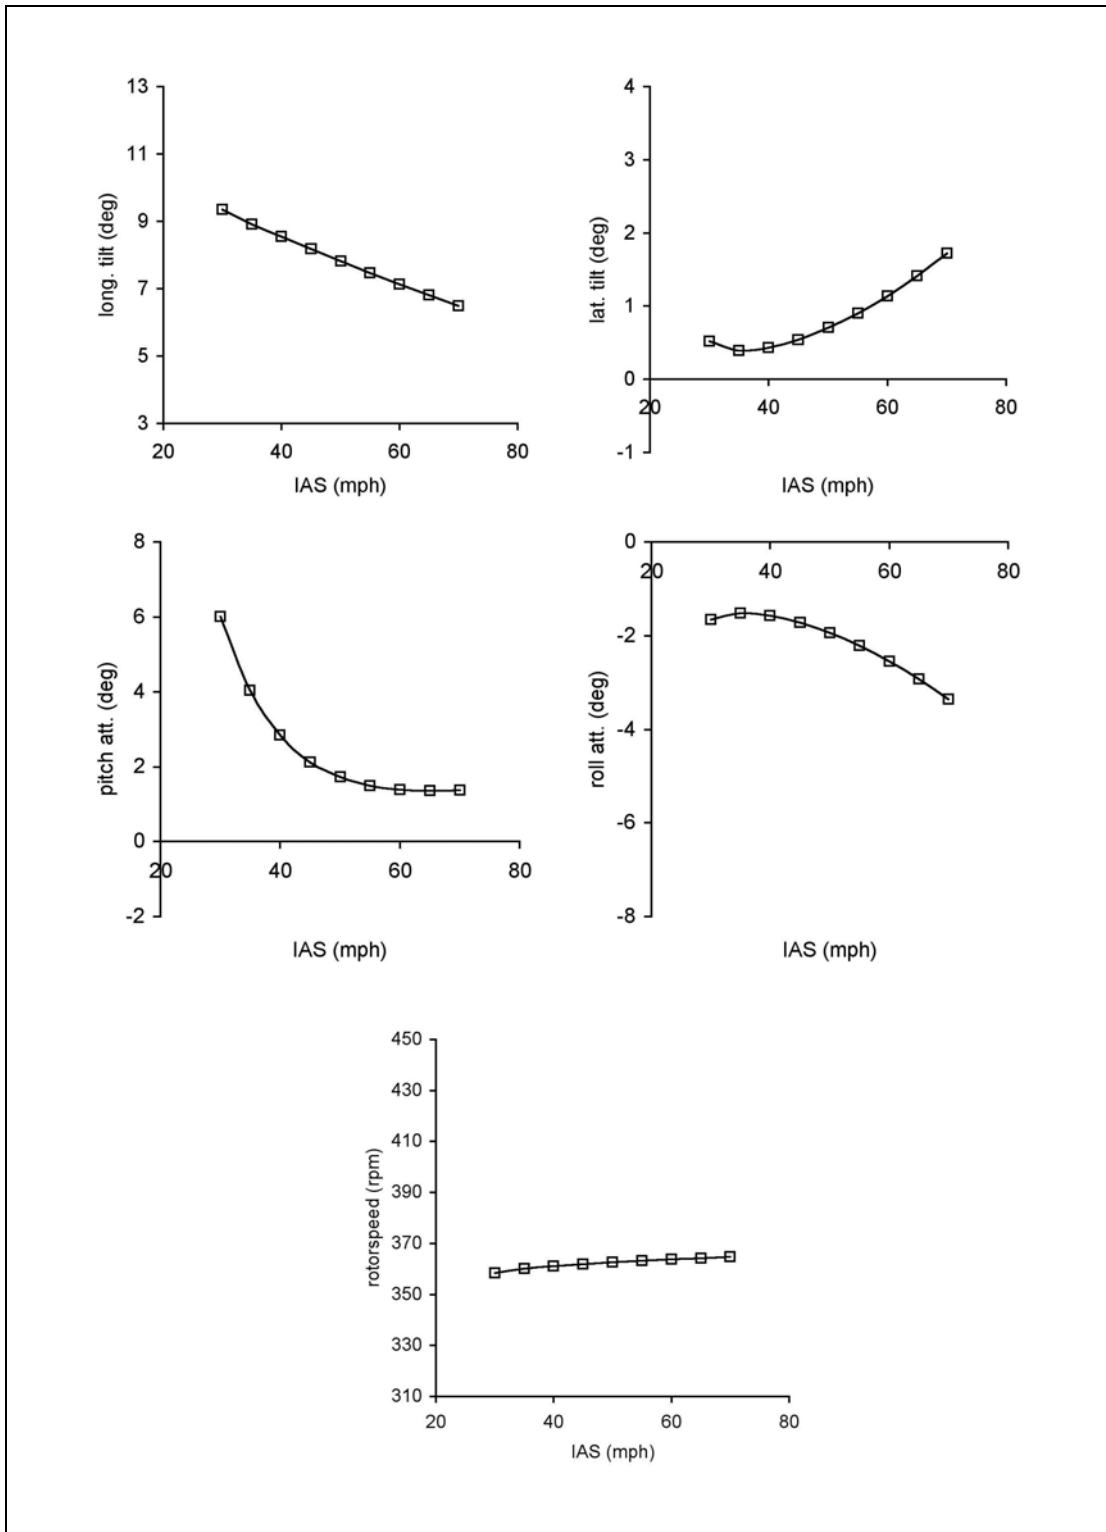 13
11
9
7
5
3
20 40 60 80
long. tilt (deg)
IAS (mph)
4
3
2
1
0
20 40 60 80
-1
lat. tilt (deg)
IAS (mph)
8
6
4
2
0
20 40 60 80
-2
pitch att. (deg)
IAS (mph)
0
20 40 60 80
-2
-4
-6
-8
roll att. (deg)
IAS (mph)
450
430
410
390
370
350
330
310
20 40 60 80
rotorspeed (rpm)
IAS (mph)